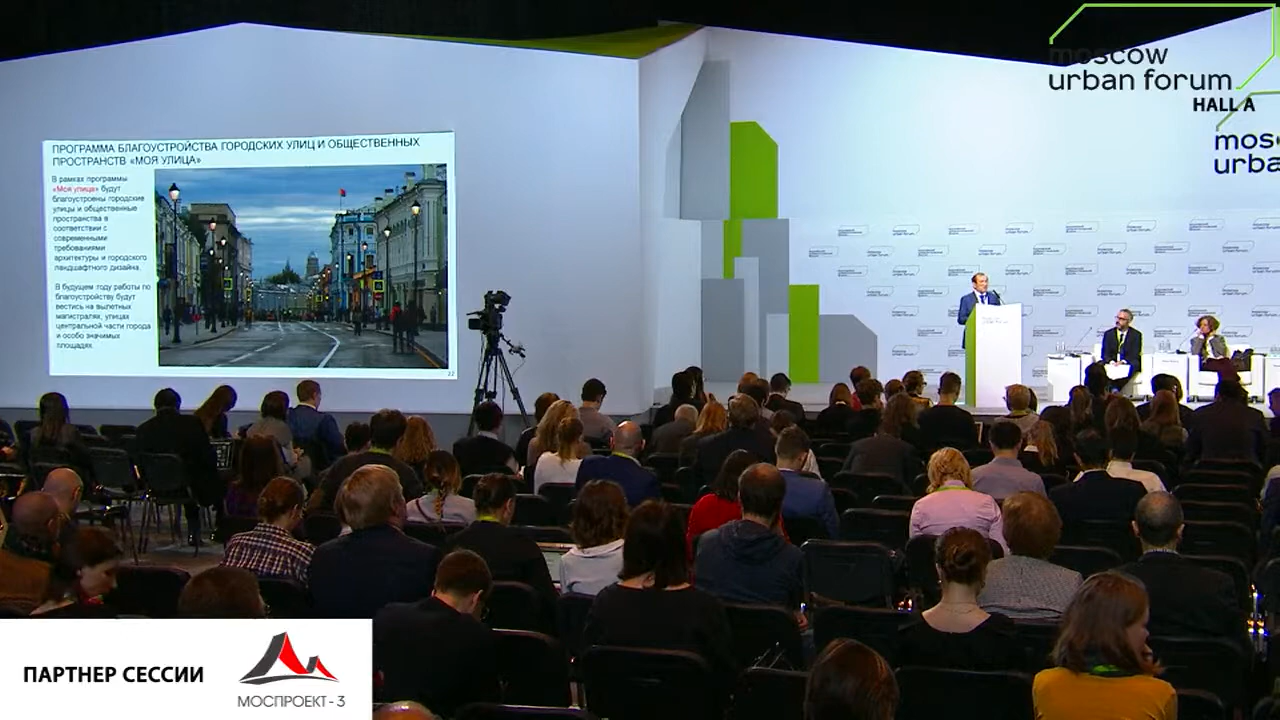 moscow
urban forum
HALL A
mos
urba
ПРОГРАММА БЛАГОУСТРОЙСТВА ГОРОДСКИХ УЛИЦ И ОБЩЕСТВЕННЫХ
ПРОСТРАНСТВ «МОЯ УЛИЦА»
В рамках программы
«Моя улица» будут
благоустроены городские
улицы и общественные
пространства в
соответствии с
современными
требованиями
архитектуры и городского
ландшафтного дизайна.
В будущем году работы по
благоустройству будут
вестись на вылетных
магистралях, улицах
центральной части города
и особо значимых
площадях.
ПАРТНЕР СЕССИИ
МОСПРОЕКТ-3